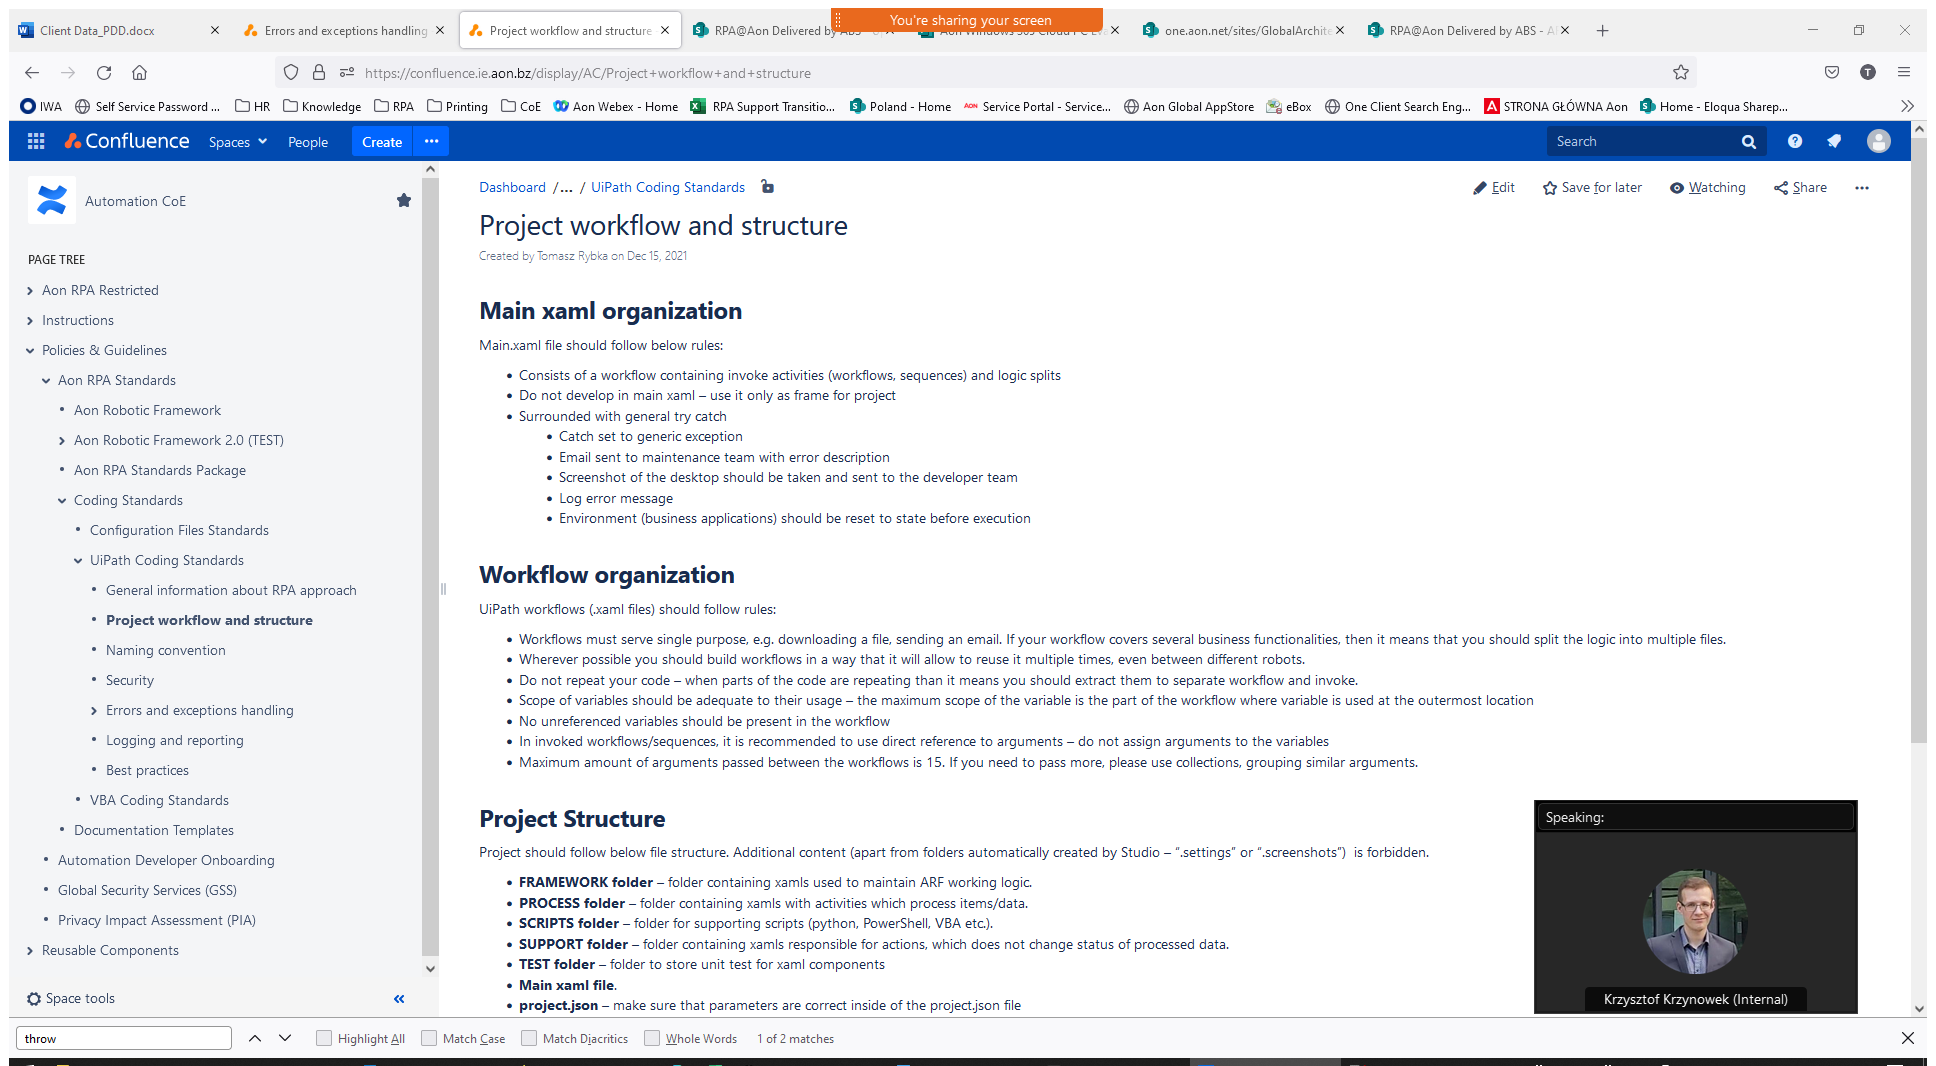 You're sharing your screen
Client Data_PDD.docx
Errors and exceptions handling
Project workflow and structure
RPA@Aon Delivered by ABS -
Aon Windows 365 Cloud PC
one.aon.net/sites/GlobalArchite
RPA@Aon Delivered by ABS - A
https://confluence.ie.aon.bz/display/AC/Project+workflow+and+structure
T
IWA
Self Service Password ...
HR
Knowledge
RPA
Printing
CoE
Aon Webex - Home
RPA Support Transitio...
Poland - Home
Service Portal - Service...
Aon Global AppStore
eBox
One Client Search Eng...
STRONA GŁÓWNA Aon
Home - Eloqua Sharep...
Confluence
Spaces
People
Create
Search
Automation CoE
PAGE TREE
Aon RPA Restricted
Instructions
Policies & Guidelines
Aon RPA Standards
Aon Robotic Framework
Aon Robotic Framework 2.0 (TEST)
Aon RPA Standards Package
Coding Standards
Configuration Files Standards
UiPath Coding Standards
General information about RPA approach
Project workflow and structure
Naming convention
Security
Errors and exceptions handling
Logging and reporting
Best practices
VBA Coding Standards
Documentation Templates
Automation Developer Onboarding
Global Security Services (GSS)
Privacy Impact Assessment (PIA)
Reusable Components
Space tools
Dashboard /... / UiPath Coding Standards
Edit
Save for later
Watching
Share
Project workflow and structure
Created by Tomasz Rybka on Dec 15, 2021
Main xaml organization
Main.xaml file should follow below rules:
• Consists of a workflow containing invoke activities (workflows, sequences) and logic splits
• Do not develop in main xaml – use it only as frame for project
• Surrounded with general try catch
• Catch set to generic exception
• Email sent to maintenance team with error description
• Screenshot of the desktop should be taken and sent to the developer team
• Log error message
• Environment (business applications) should be reset to state before execution
Workflow organization
UiPath workflows (.xaml files) should follow rules:
• Workflows must serve single purpose, e.g. downloading a file, sending an email. If your workflow covers several business functionalities, then it means that you should split the logic into multiple files.
• Wherever possible you should build workflows in a way that it will allow to reuse it multiple times, even between different robots.
• Do not repeat your code – when parts of the code are repeating than it means you should extract them to separate workflow and invoke.
• Scope of variables should be adequate to their usage – the maximum scope of the variable is the part of the workflow where variable is used at the outermost location
• No unreferenced variables should be present in the workflow
• In invoked workflows/sequences, it is recommended to use direct reference to arguments – do not assign arguments to the variables
• Maximum amount of arguments passed between the workflows is 15. If you need to pass more, please use collections, grouping similar arguments.
Project Structure
Project should follow below file structure. Additional content (apart from folders automatically created by Studio – “.settings” or “.screenshots”) is forbidden.
• FRAMEWORK folder – folder containing xamls used to maintain ARF working logic.
• PROCESS folder – folder containing xamls with activities which process items/data.
• SCRIPTS folder – folder for supporting scripts (python, PowerShell, VBA etc.).
• SUPPORT folder – folder containing xamls responsible for actions, which does not change status of processed data.
• TEST folder – folder to store unit test for xaml components
• Main xaml file.
• project.json – make sure that parameters are correct inside of the project.json file
Speaking:
Krzysztof Krzynowek (Internal)
throw
Highlight All
Match Case
Match Diacritics
Whole Words
1 of 2 matches